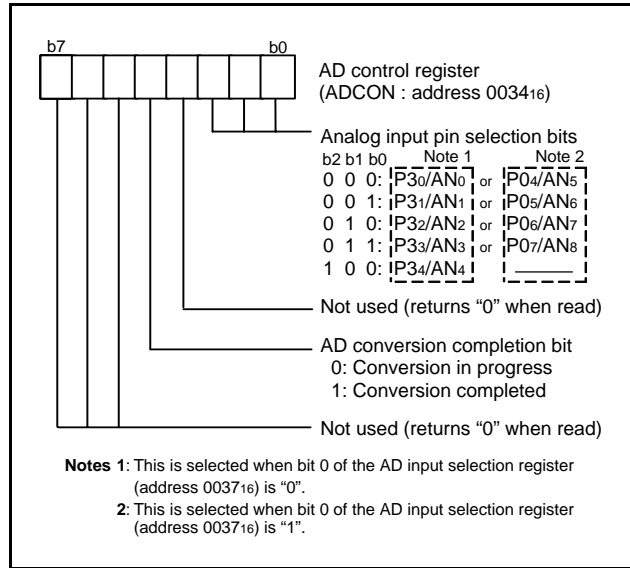 b7 b0
AD control register
(ADCON : address 003416)
Analog input pin selection bits
b2 b1 b0 Note 1 Note 2
0 0 0: P30/AN0 or P04/AN5
0 0 1: P31/AN1 or P05/AN6
0 1 0: P32/AN2 or P06/AN7
0 1 1: P33/AN3 or P07/AN8
1 0 0: P34/AN4
Not used (returns “0” when read)
AD conversion completion bit
0: Conversion in progress
1: Conversion completed
Not used (returns “0” when read)
Notes 1: This is selected when bit 0 of the AD input selection register
(address 003716) is “0”.
2: This is selected when bit 0 of the AD input selection register
(address 003716) is “1”.